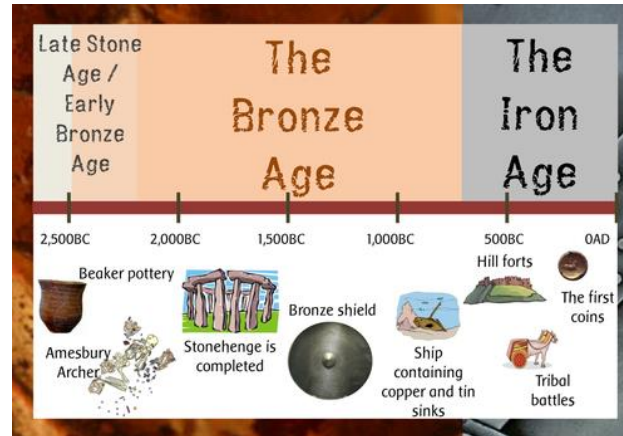 Late Stone
Age /
Early
Bronze
Age
The
Bronze
Age
The
Iron
Age
2,500BC
2,000BC
1,500BC
1,000BC
500BC
0AD
Beaker pottery
Amesbury
Archer
Stonehenge is
completed
Bronze shield
Ship
containing
copper and tin
sinks
Hill forts
Tribal
battles
The first
coins